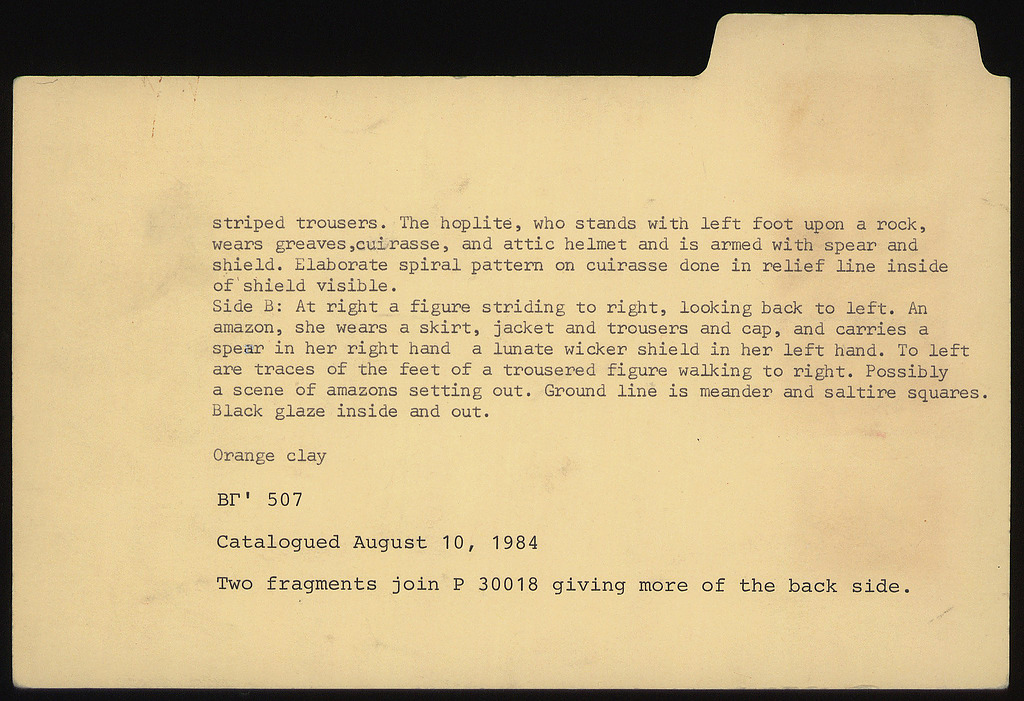 striped trousers. The hoplite, who stands with left foot upon a rock,
wears greaves,cuirasse, and attic helmet and is armed with spear and
shield. Elaborate spiral pattern on cuirasse done in relief line inside
of shield visible.
Side B: At right a figure striding to right, looking back to left. An
amazon, she wears a skirt, jacket and trousers and cap, and carries a
spear in her right hand  a lunate wicker shield in her left hand. To left
are traces of the feet of a trousered figure walking to right. Possibly
a scene of amazons setting out. Ground line is meander and saltire squares.
Black glaze inside and out.
Orange clay
ΒΓ' 507
Catalogued August 10, 1984
Two fragments join P 30018 giving more of the back side.